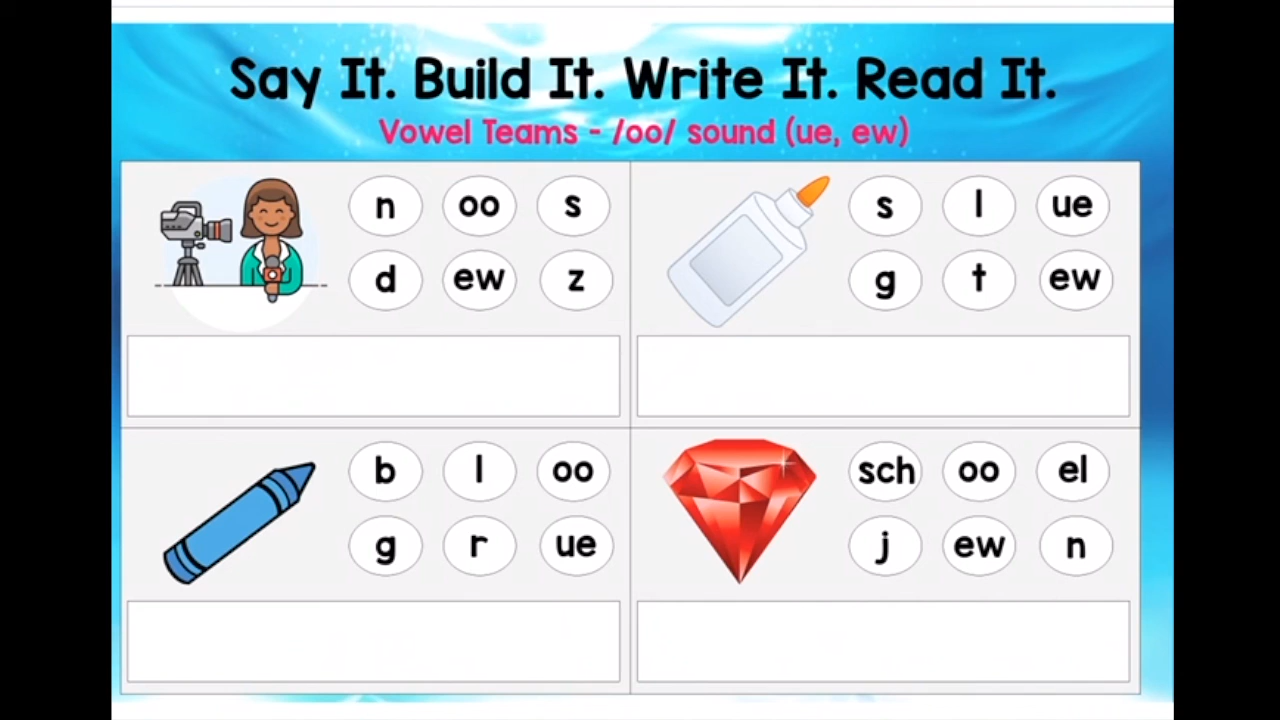 Say It. Build It. Write It. Read It.
Vowel Teams - /oo/ sound (ue, ew)
n oo s
d ew z
s l ue
g t ew
b l oo
g r ue
sch oo el
j ew n